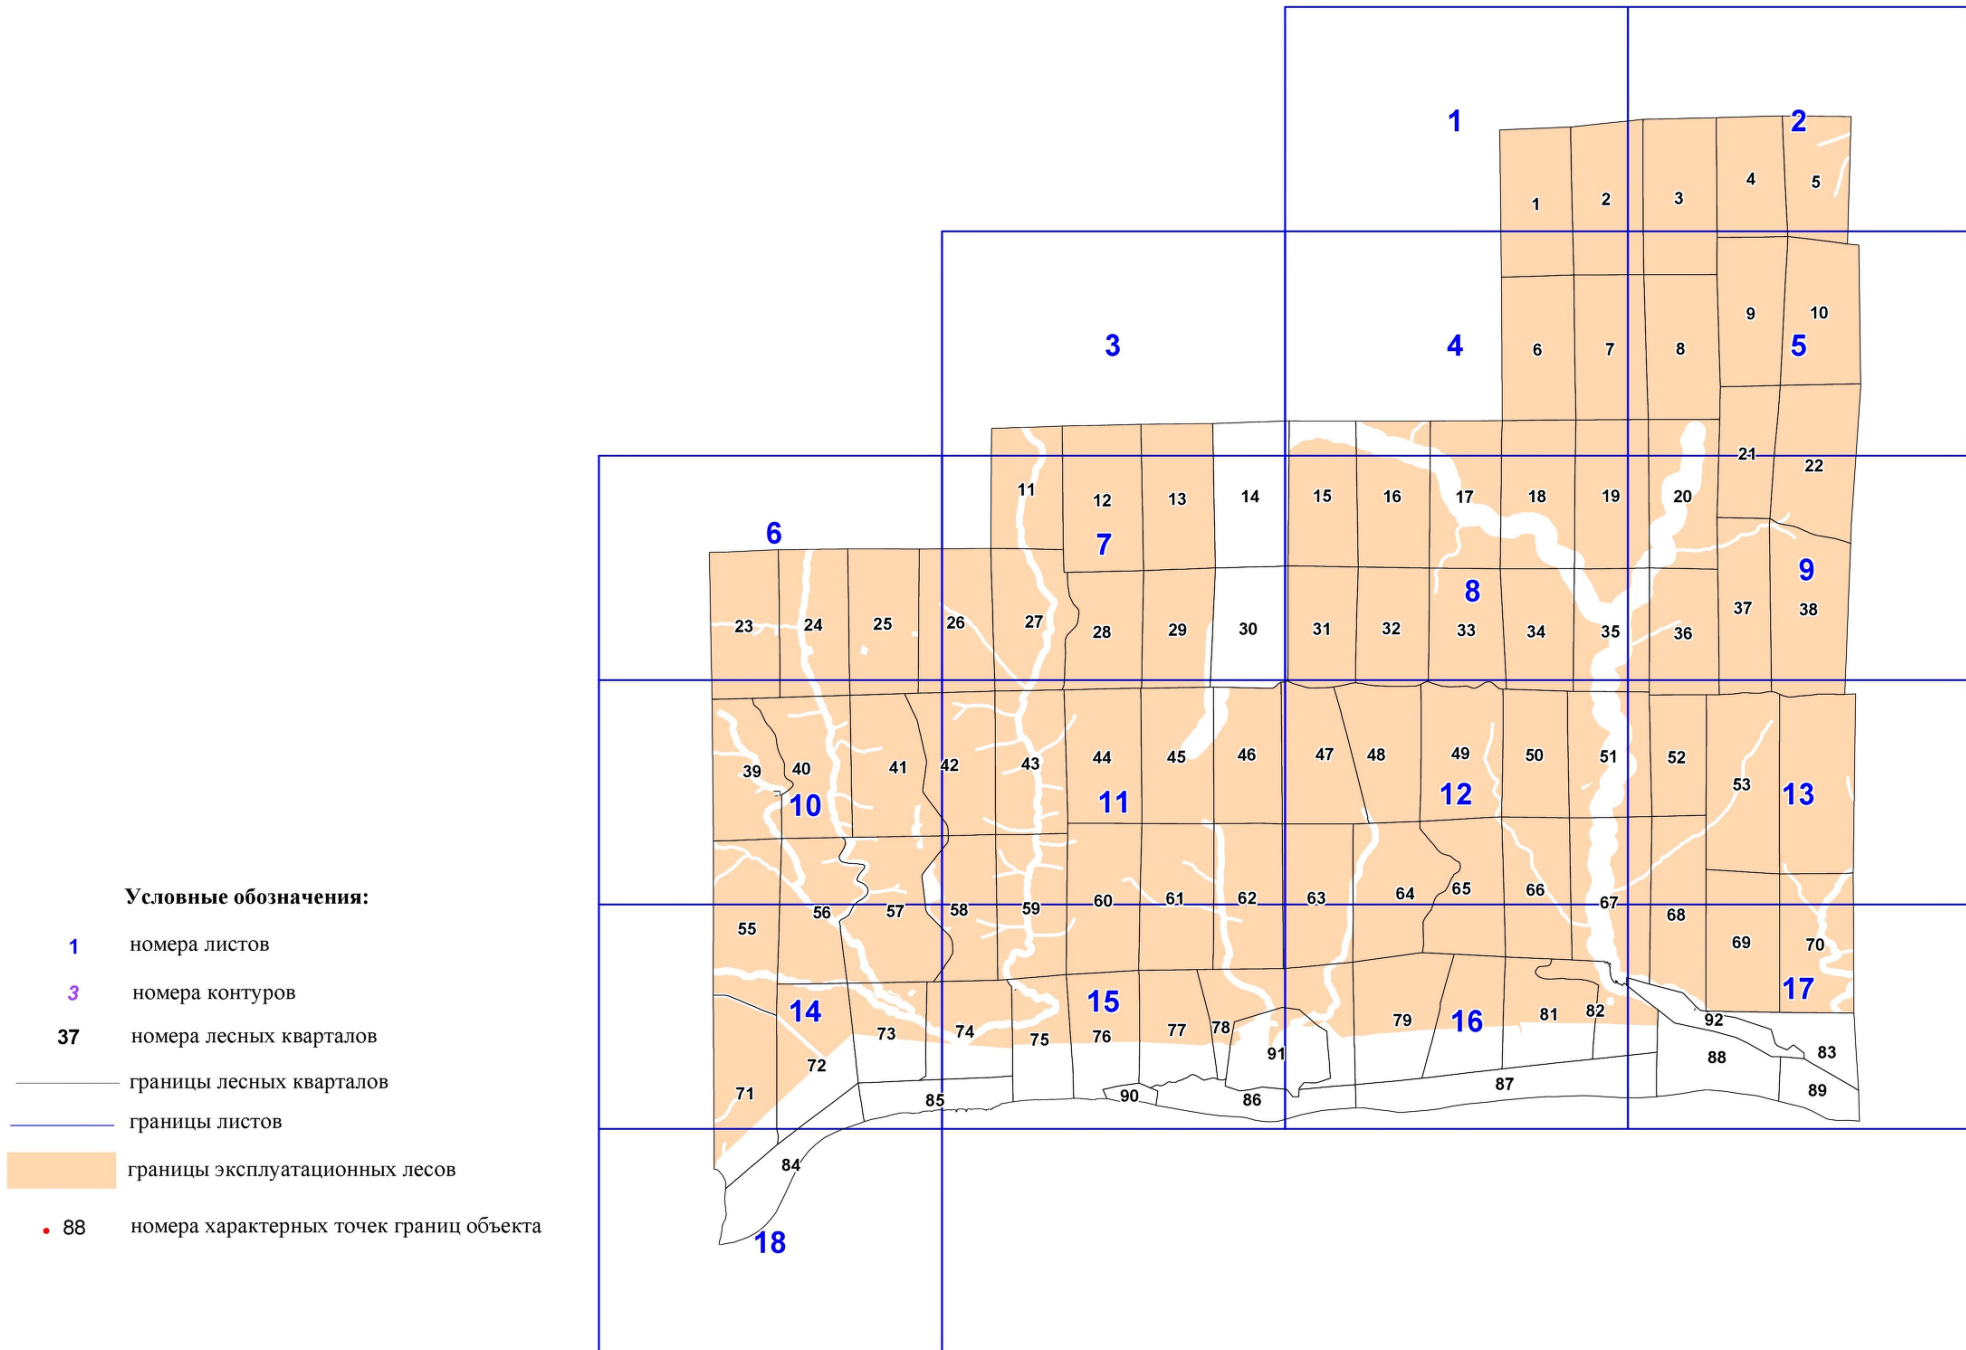 1 2
1 2 3 4 5
3 4 5
6 7 8 9 10
6 7 8 9
11 12 13 14 15 16 17 18 19 20 21 22
23 24 25 26 27 28 29 30 31 32 33 34 35 36 37 38
10 11 12 13
39 40 41 42 43 44 45 46 47 48 49 50 51 52 53
55 56 57 58 59 60 61 62 63 64 65 66 67 68 69 70
14 15 16 17
71 72 73 74 75 76 77 78 91 79 81 82 92 88 83
84 85 90 86 87 89
18
Условные обозначения:
1 номера листов
3 номера контуров
37 номера лесных кварталов
границы лесных кварталов
границы листов
границы эксплуатационных лесов
88 номера характерных точек границ объекта